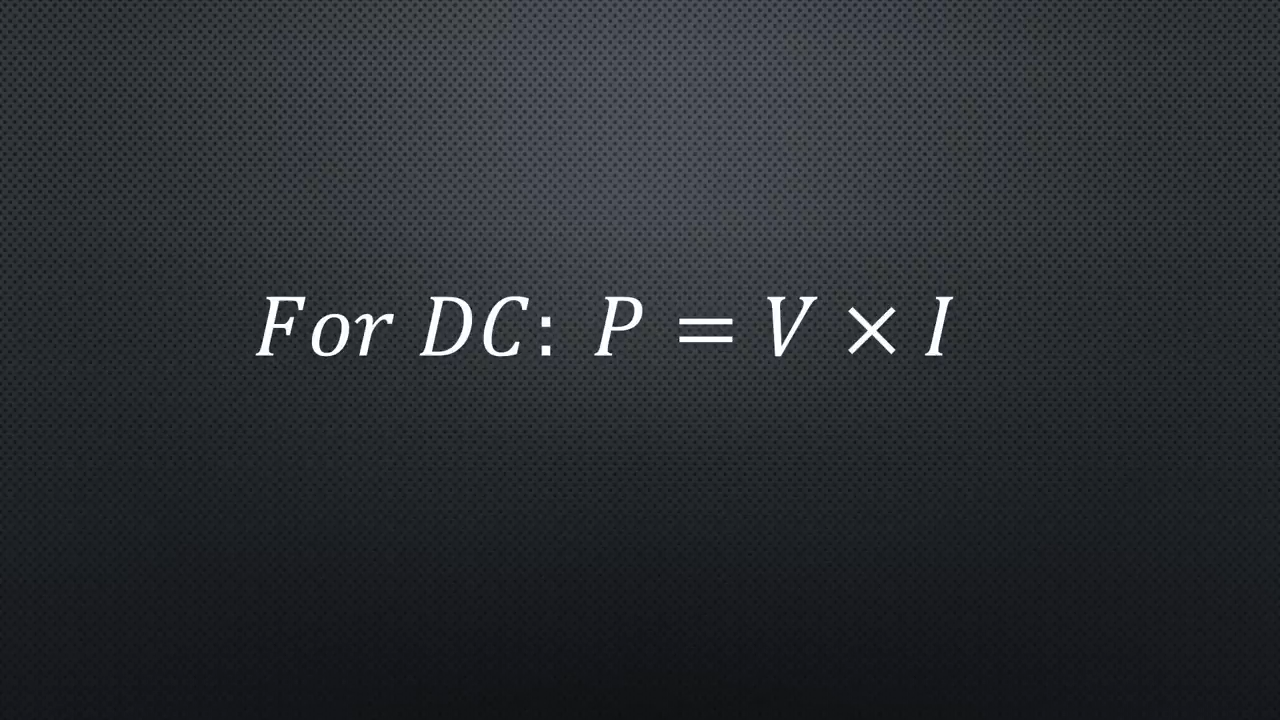 For DC: P = V × I